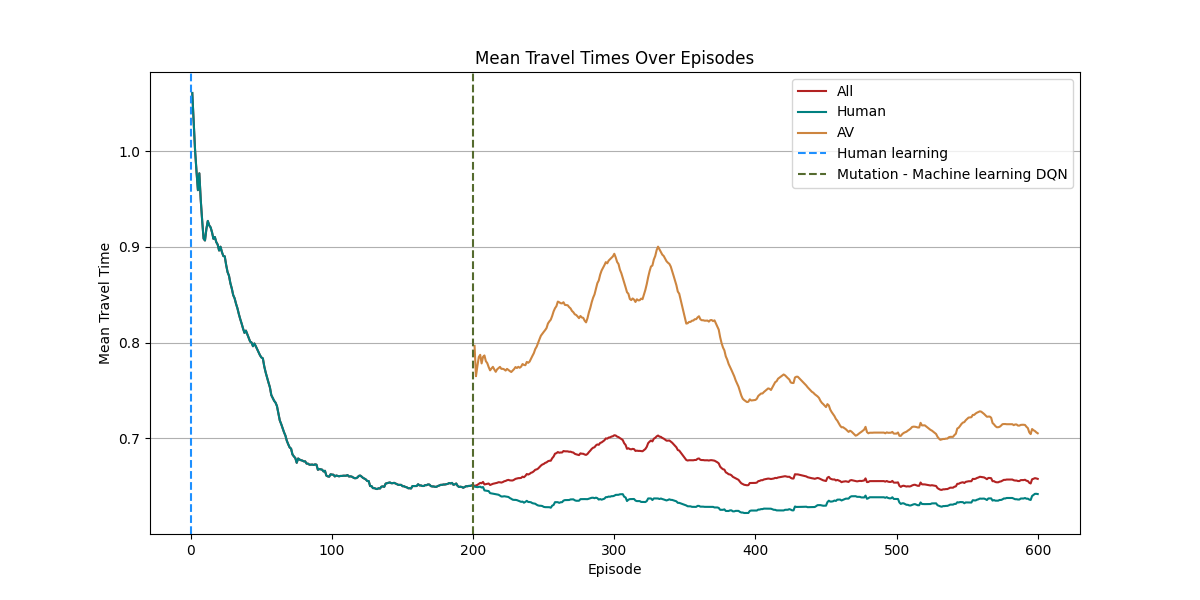 Mean Travel Times Over Episodes
Mean Travel Time
1.0
0.9
0.8
0.7
All
Human
AV
Human learning
Mutation - Machine learning DQN
0 100 200 300 400 500 600
Episode